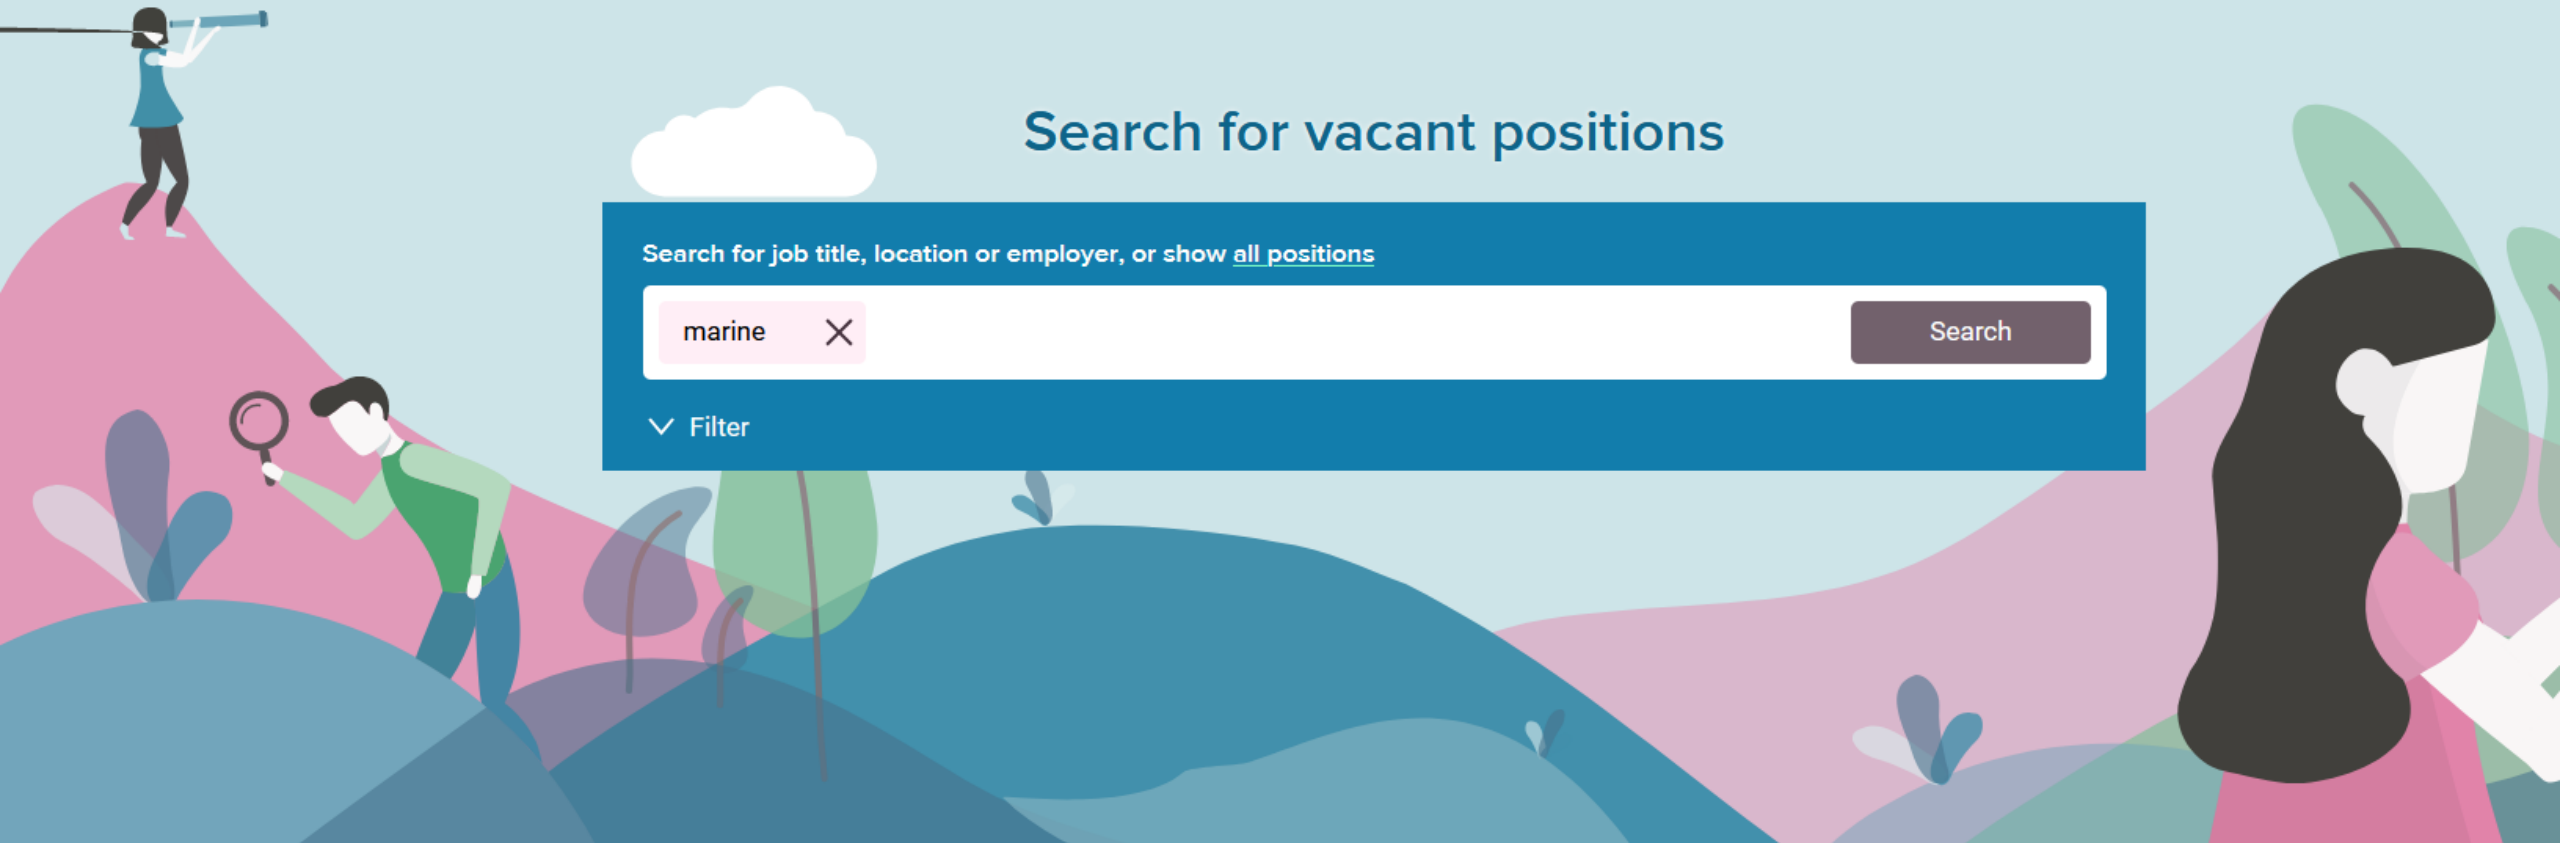 Search for vacant positions
Search for job title, location or employer, or show all positions
marine
Search
Filter